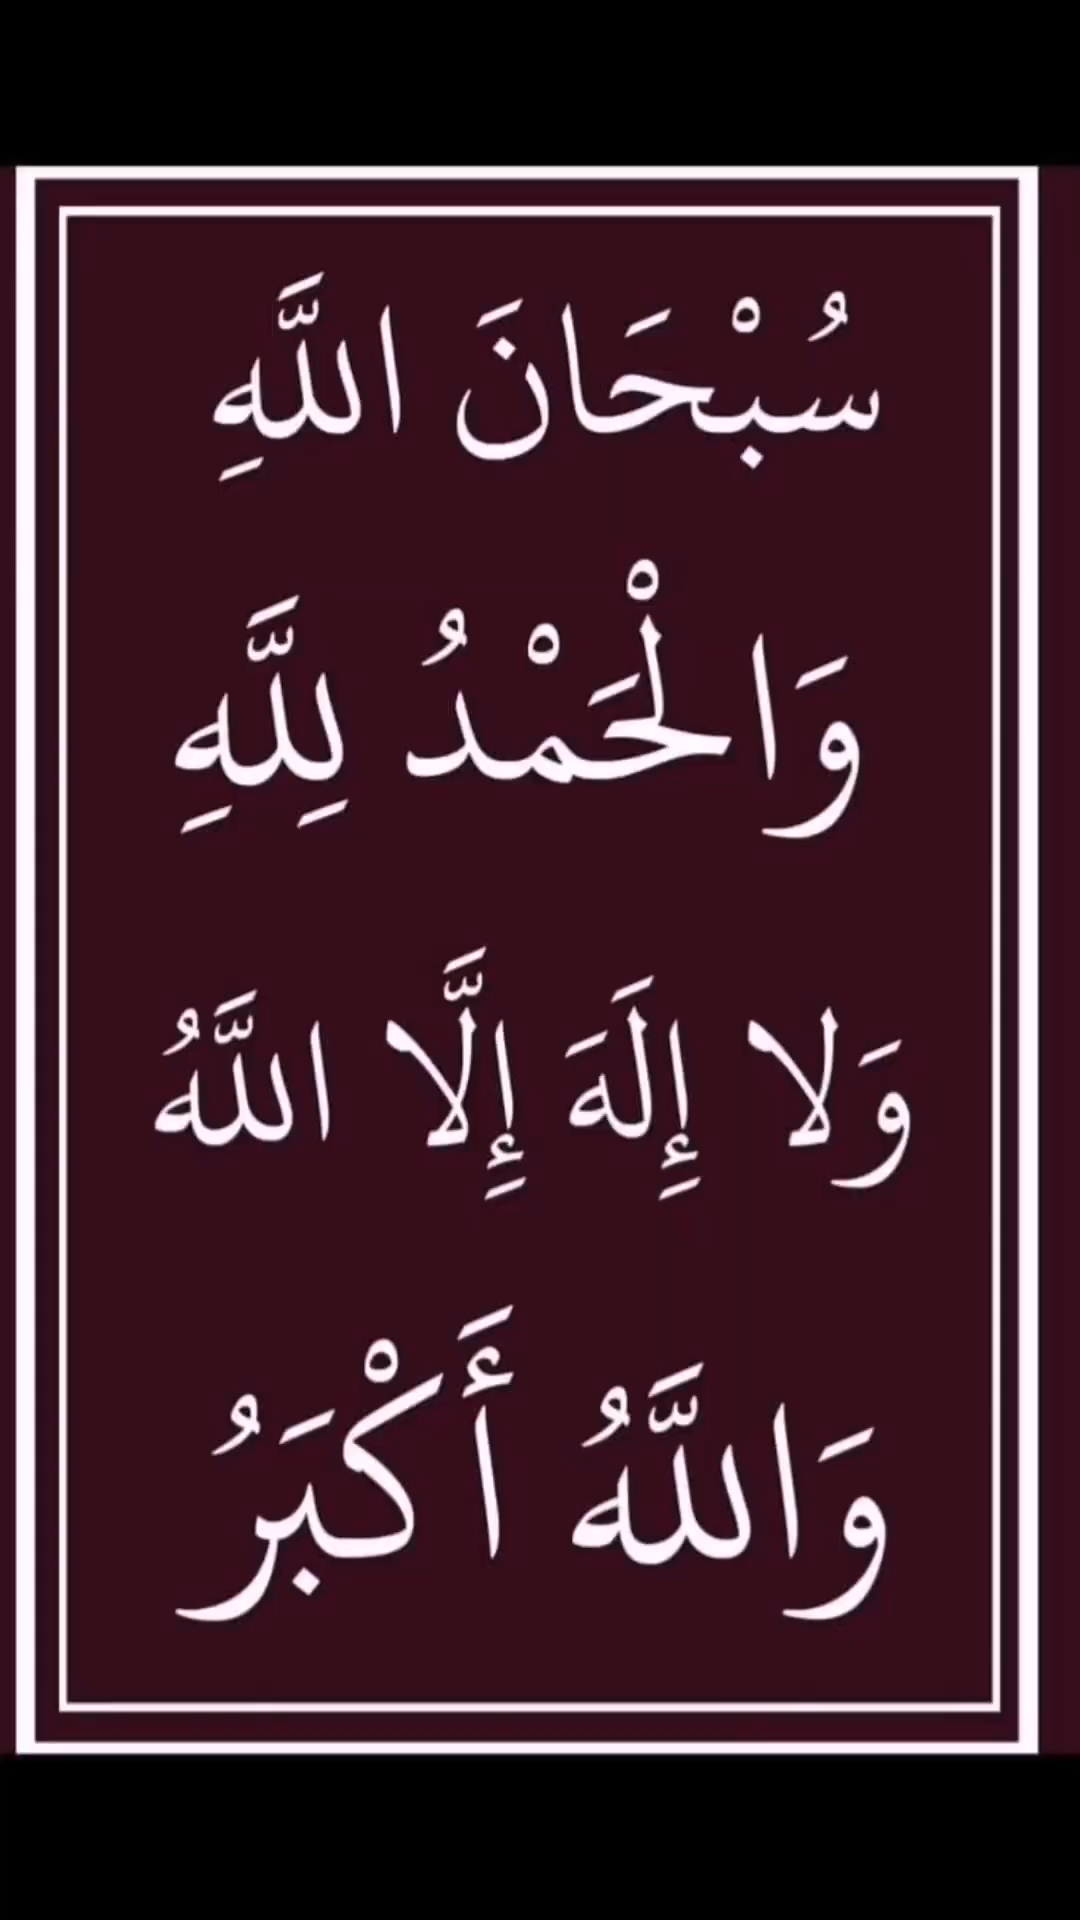 سُبْحَانَ اللَّهِ
وَالْحَمْدُ لِلَّهِ
وَلا إِلَهَ إِلَّا اللَّهُ
وَاللَّهُ أَكْبَرُ